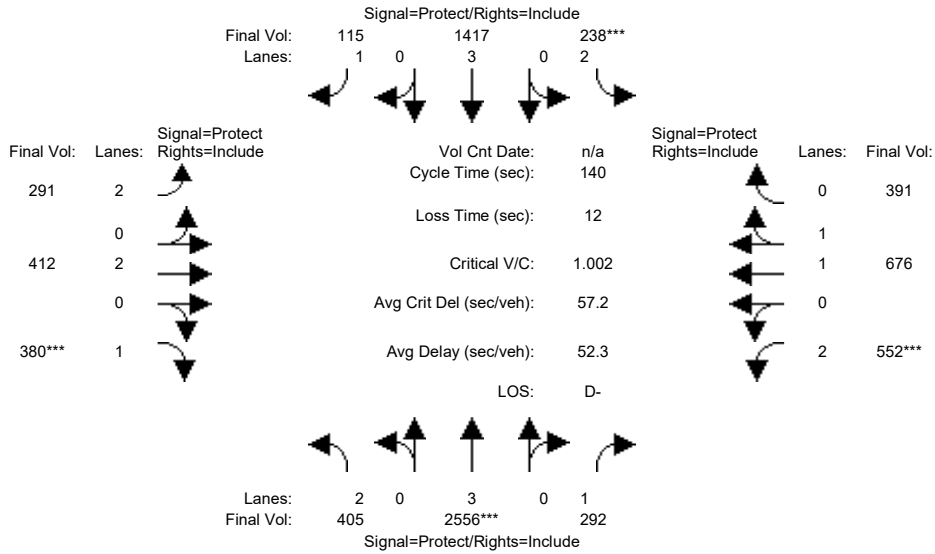 Signal=Protect/Rights=Include
Final Vol: 115 1417 238***
Lanes: 1 0 3 0 2
Signal=Protect Signal=Protect
Final Vol: Lanes: Rights=Include Vol Cnt Date: n/a Rights=Include Lanes: Final Vol:
Cycle Time (sec): 140
291 2 0 391
Loss Time (sec): 12
0 1
412 2 Critical V/C: 1.002 1 676
0 Avg Crit Del (sec/veh): 57.2 0
380*** 1 Avg Delay (sec/veh): 52.3 2 552***
LOS: D-
Lanes: 2 0 3 0 1
Final Vol: 405 2556*** 292
Signal=Protect/Rights=Include